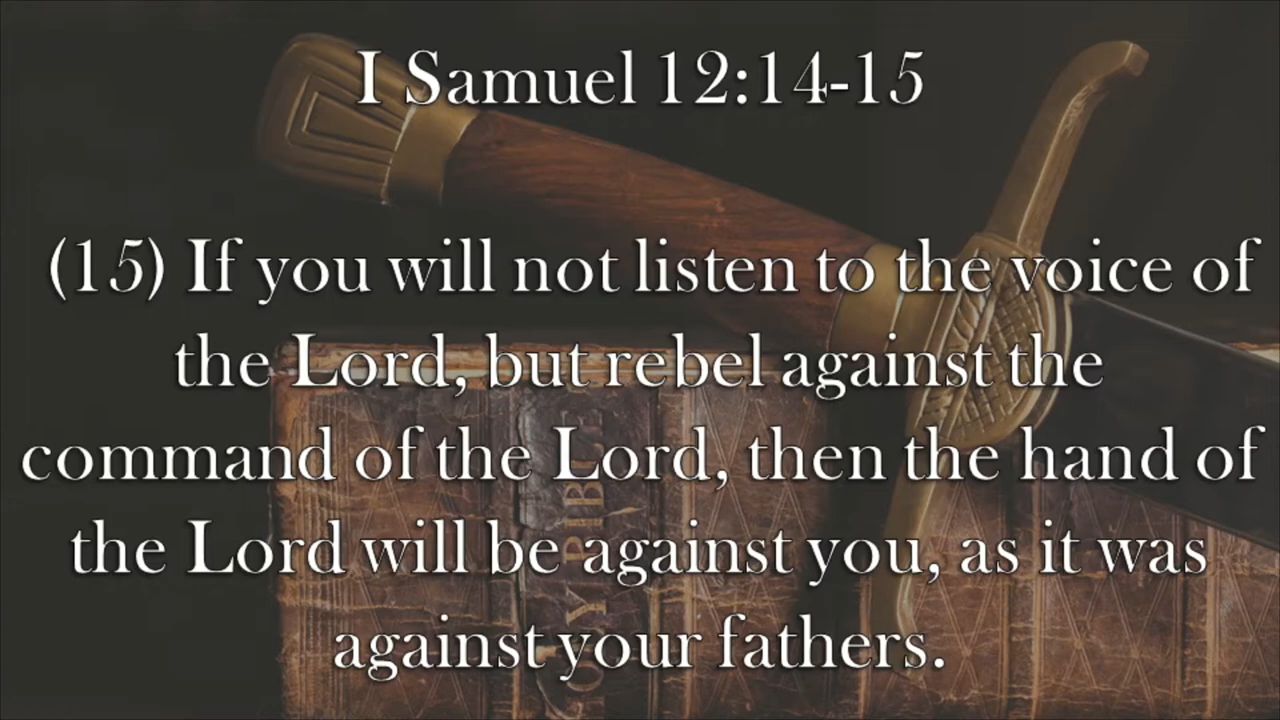 I Samuel 12:14-15
(15) If you will not listen to the voice of
the Lord, but rebel against the
command of the Lord, then the hand of
the Lord will be against you, as it was
against your fathers.